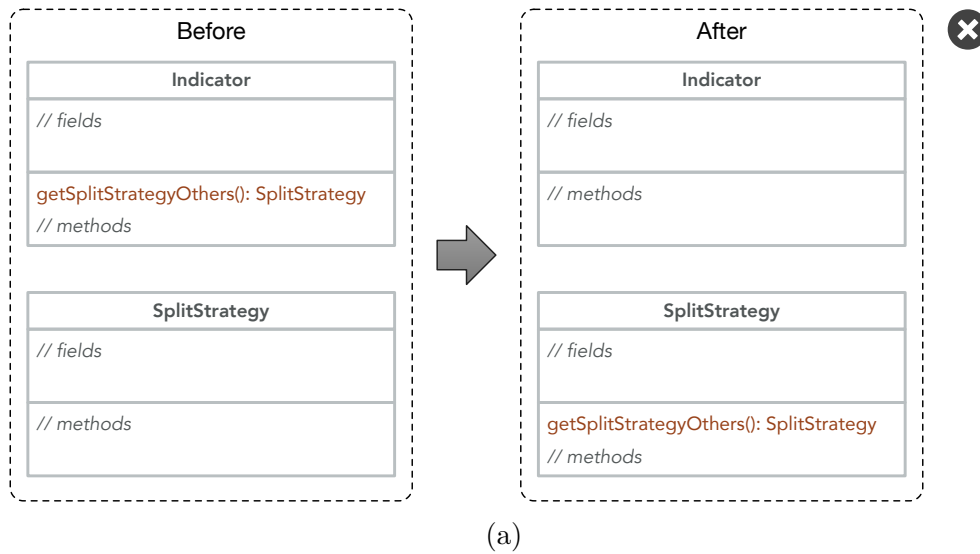 Before
Indicator
// fields
getSplitStrategyOthers(): SplitStrategy
// methods
SplitStrategy
// fields
// methods
After
Indicator
// fields
// methods
SplitStrategy
// fields
getSplitStrategyOthers(): SplitStrategy
// methods
(a)